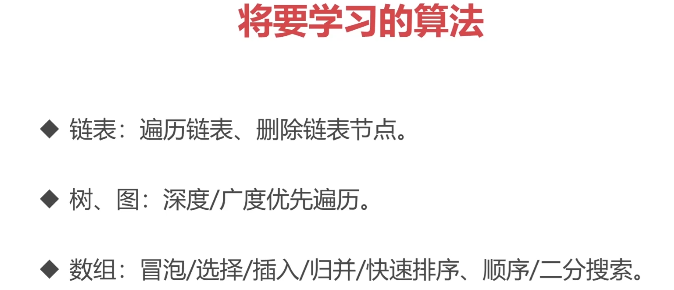 将要学习的算法
◆ 链表：遍历链表、删除链表节点。
◆ 树、图：深度/广度优先遍历。
◆ 数组：冒泡/选择/插入/归并/快速排序、顺序/二分搜索。